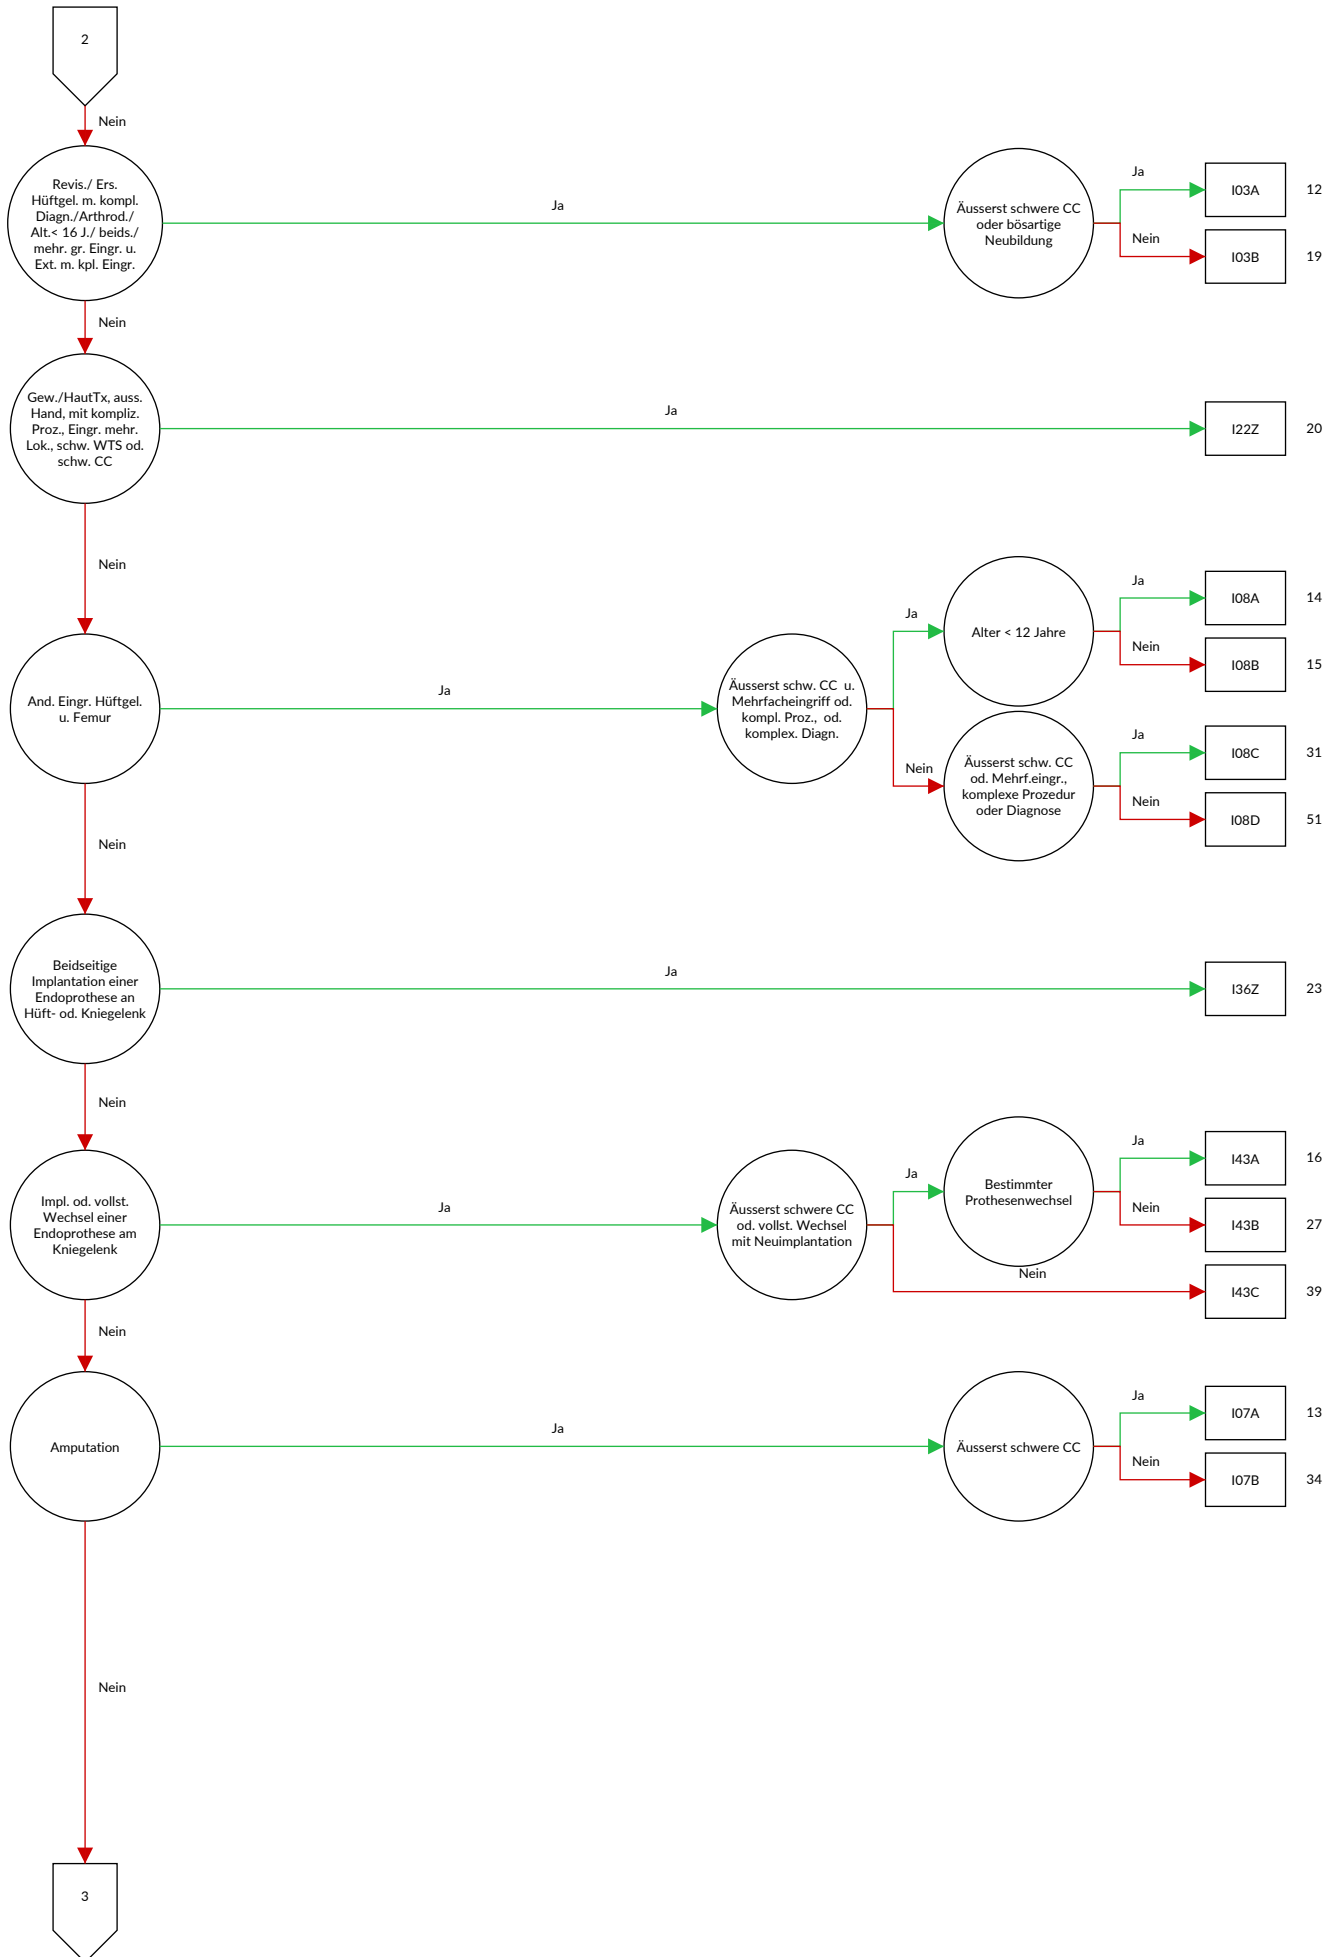 2
Nein
Revis./ Ers.
Hüftgel. m. kompl.
Diagn./Arthrod./
Alt.< 16 J./ beids./
mehr. gr. Eingr. u.
Ext. m. kpl. Eingr.
Ja
Äusserst schwere CC
oder bösartige
Neubildung
Ja
I03A
12
Nein
I03B
19
Nein
Gew./HautTx, auss.
Hand, mit kompliz.
Proz., Eingr. mehr.
Lok., schw. WTS od.
schw. CC
Ja
I22Z
20
Nein
And. Eingr. Hüftgel.
u. Femur
Ja
Äusserst schw. CC  u.
Mehrfacheingriff od.
kompl. Proz.,  od.
komplex. Diagn.
Ja
Alter < 12 Jahre
Ja
I08A
14
Nein
I08B
15
Nein
Äusserst schw. CC
od. Mehrf.eingr.,
komplexe Prozedur
oder Diagnose
Ja
I08C
31
Nein
I08D
51
Nein
Beidseitige
Implantation einer
Endoprothese an
Hüft- od. Kniegelenk
Ja
I36Z
23
Nein
Impl. od. vollst.
Wechsel einer
Endoprothese am
Kniegelenk
Ja
Äusserst schwere CC
od. vollst. Wechsel
mit Neuimplantation
Ja
Bestimmter
Prothesenwechsel
Ja
I43A
16
Nein
I43B
27
Nein
I43C
39
Nein
Amputation
Ja
Äusserst schwere CC
Ja
I07A
13
Nein
I07B
34
Nein
3